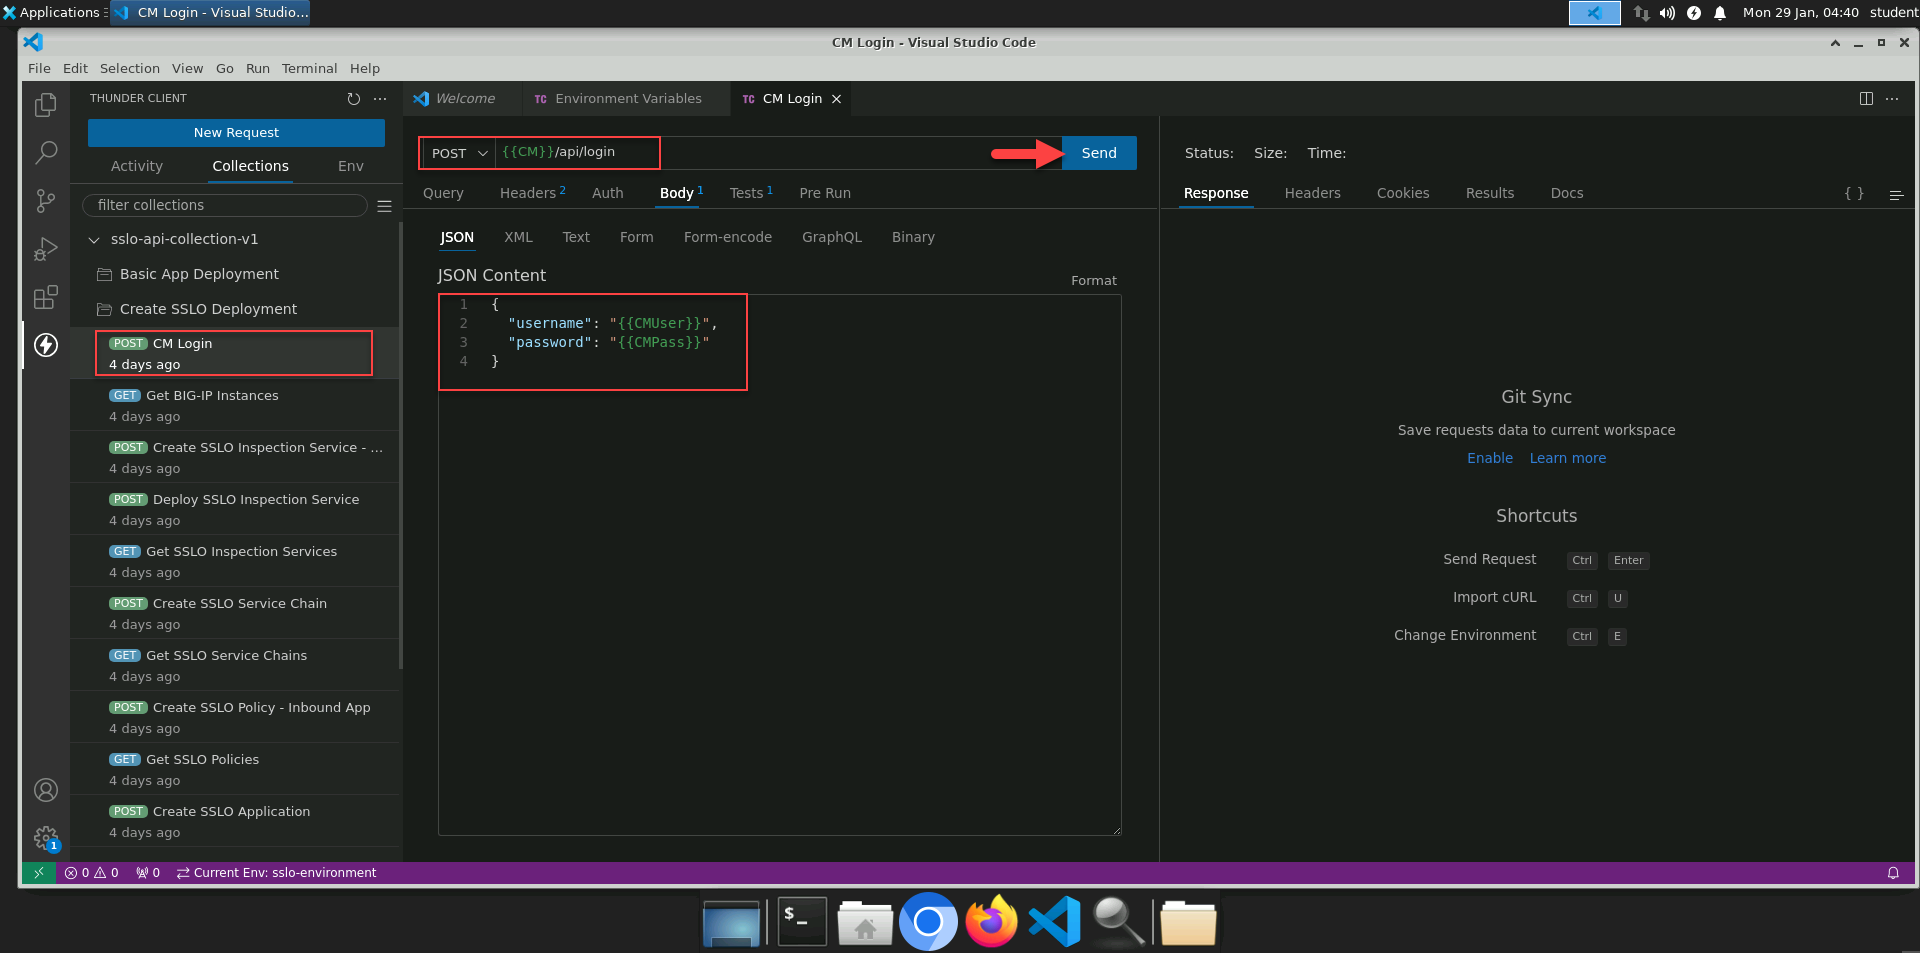 Applications
CM Login - Visual Studio...
Mon 29 Jan, 04:40
student
CM Login - Visual Studio Code
File Edit Selection View Go Run Terminal Help
THUNDER CLIENT
New Request
Activity
Collections
Env
filter collections
sslo-api-collection-v1
Basic App Deployment
Create SSLO Deployment
POST CM Login
4 days ago
GET Get BIG-IP Instances
4 days ago
POST Create SSLO Inspection Service - ...
4 days ago
POST Deploy SSLO Inspection Service
4 days ago
GET Get SSLO Inspection Services
4 days ago
POST Create SSLO Service Chain
4 days ago
GET Get SSLO Service Chains
4 days ago
POST Create SSLO Policy - Inbound App
4 days ago
GET Get SSLO Policies
4 days ago
POST Create SSLO Application
4 days ago
1
Welcome
TC Environment Variables
TC CM Login
POST
{{CM}}/api/login
Send
Query
Headers 2
Auth
Body 1
Tests 1
Pre Run
JSON
XML
Text
Form
Form-encode
GraphQL
Binary
JSON Content
Format
1 {
2 "username": "{{CMUser}}",
3 "password": "{{CMPass}}"
4 }
Status: Size: Time:
Response
Headers
Cookies
Results
Docs
{ }
Git Sync
Save requests data to current workspace
Enable Learn more
Shortcuts
Send Request Ctrl Enter
Import cURL Ctrl U
Change Environment Ctrl E
0 0 0 Current Env: sslo-environment
$_